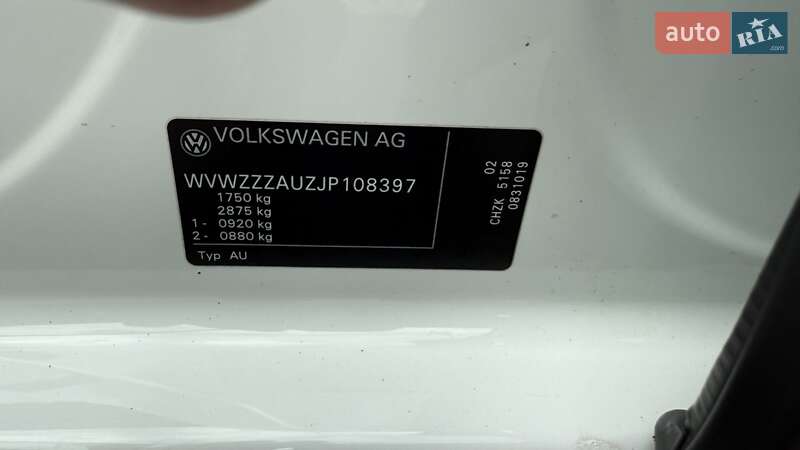 auto RIA
.com
VOLKSWAGEN AG
WVWZZZAUZJP108397
1750 kg
2875 kg
1 - 0920 kg
2 - 0880 kg
Typ AU
02
CHZK 5158
0831019